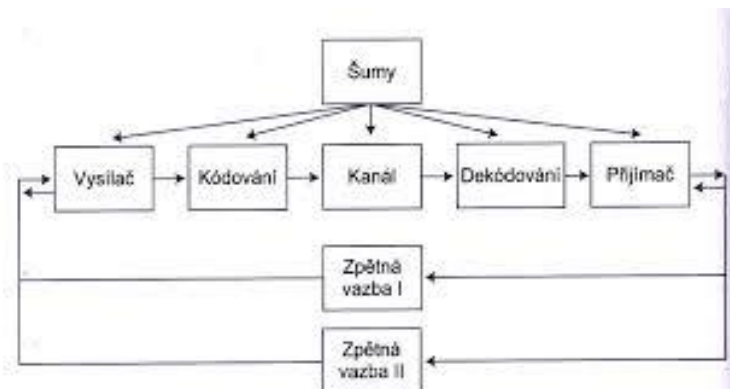 Šumy
Vysílač
Kódování
Kanál
Dekódování
Přijímač
Zpětná
vazba I
Zpětná
vazba II